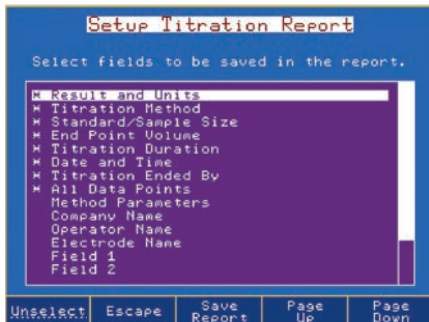 Setup Titration Report
Select fields to be saved in the report.
* Result and Units
* Titration Method
* Standard/Sample Size
* End Point Volume
* Titration Duration
* Date and Time
* Titration Ended By
* All Data Points
Method Parameters
Company Name
Operator Name
Electrode Name
Field 1
Field 2
Unselect Escape Save Report Page Up Page Down